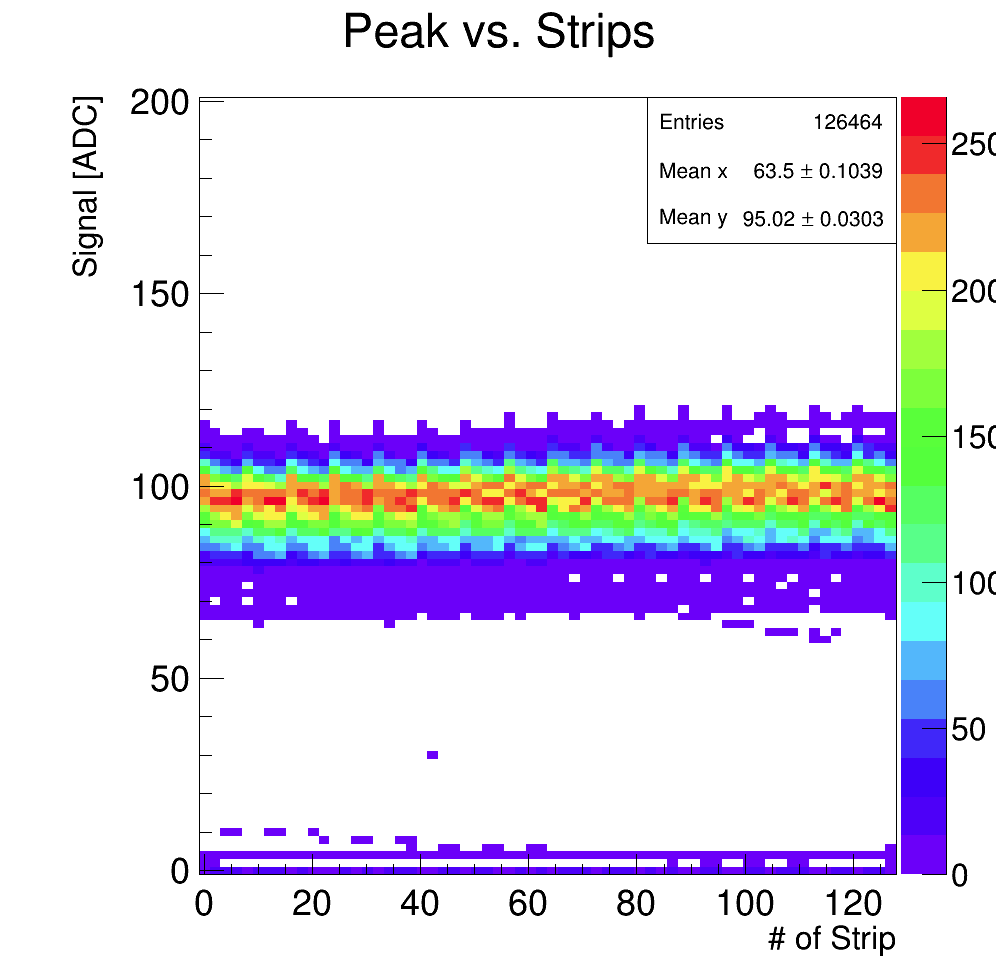 Peak vs. Strips
Signal [ADC]
200
150
100
50
0
Entries 126464
Mean x 63.5 ± 0.1039
Mean y 95.02 ± 0.0303
250
200
150
100
50
0
0 20 40 60 80 100 120
# of Strip